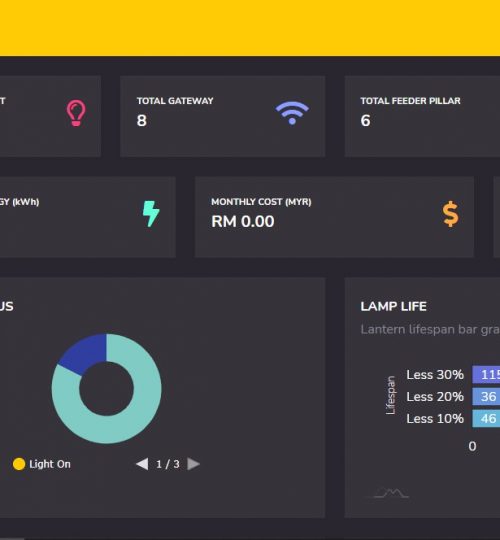 T
TOTAL GATEWAY
8
TOTAL FEEDER PILLAR
6
GY (kWh)
MONTHLY COST (MYR)
RM 0.00
US
Light On
1 / 3
LAMP LIFE
Lantern lifespan bar gra
Lifespan
Less 30% 115
Less 20% 36
Less 10% 46
0